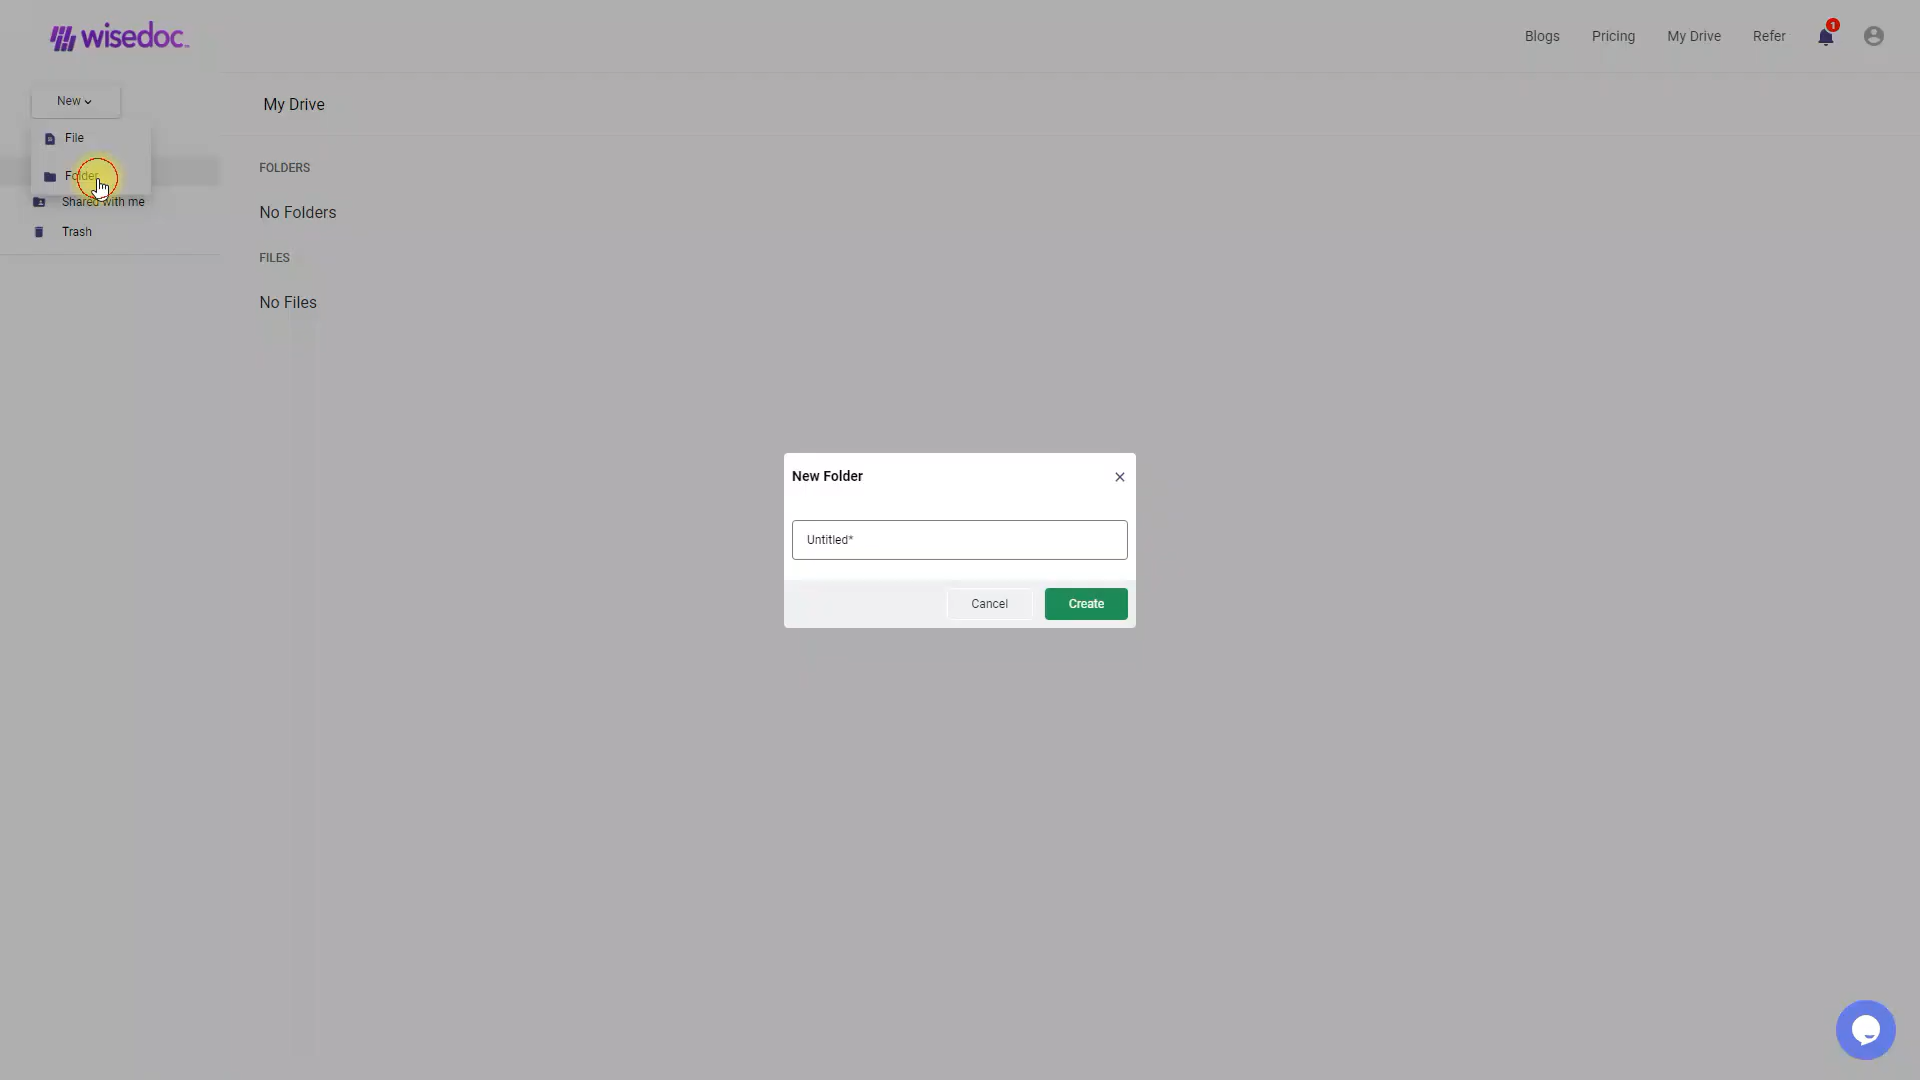 wisedoc™
Blogs
Pricing
My Drive
Refer
1
New
File
Folder
Shared with me
Trash
My Drive
FOLDERS
No Folders
FILES
No Files
New Folder
Untitled*
Cancel
Create